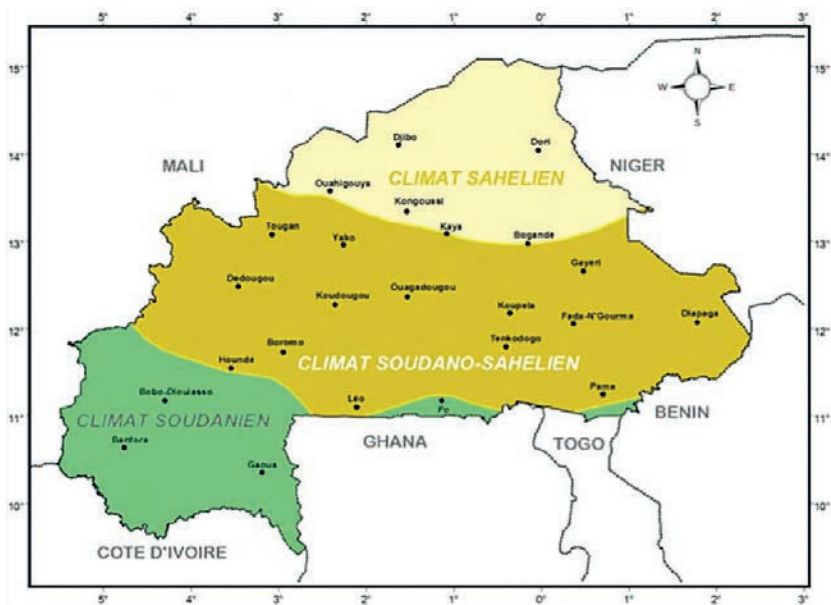 5° 4° 3° 2° 1° 0° 1° 2° 3°
15° 15°
N
W E
S
Djibo
Dori
14° 14°
MALI
NIGER
Ouahigouya
CLIMAT SAHELIEN
Kongoussi
Kaya
Bogande
Tougan
13° 13°
Yako
Gayeri
Dedougou
Ouagadougou
Koudougou
Koupela
Fada-N'Gourma
Diapaga
12° 12°
Boromo
Tenkodogo
Houndé
CLIMAT SOUDANO-SAHELIEN
Pama
Bobo-Dioulasso
Léo
Po
BENIN
11° 11°
CLIMAT SOUDANIEN
GHANA
TOGO
Banfora
Gaoua
10° 10°
COTE D'IVOIRE
5° 4° 3° 2° 1° 0° 1° 2° 3°